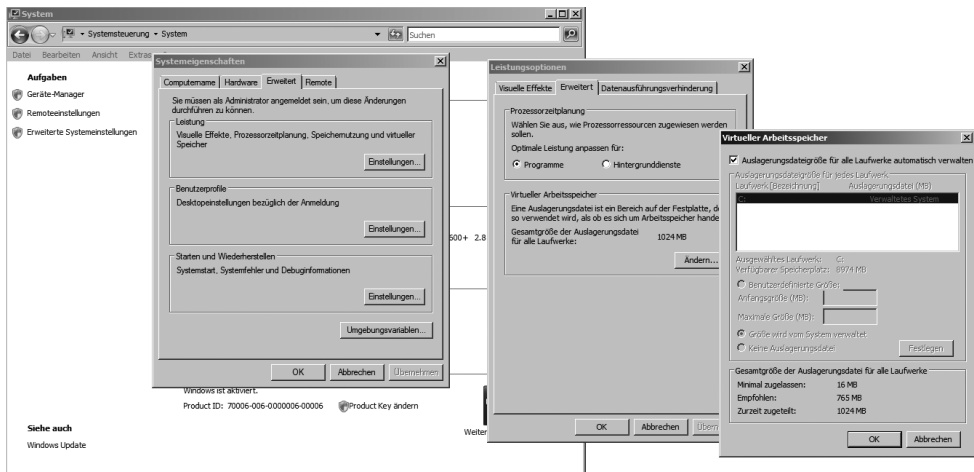 System
Systemsteuerung
System
Suchen
Datei Bearbeiten Ansicht Extras
Aufgaben
Geräte-Manager
Remoteeinstellungen
Erweiterte Systemeinstellungen
Siehe auch
Windows Update
600+ 2.8
Windows ist aktiviert.
Product ID: 70006-006-0000006-00006
Product Key ändern
Weiter
Systemeigenschaften
Computername Hardware Erweitert Remote
Sie müssen als Administrator angemeldet sein, um diese Änderungen
durchführen zu können.
Leistung
Visuelle Effekte, Prozessorzeitplanung, Speichernutzung und virtueller
Speicher
Einstellungen...
Benutzerprofile
Desktopeinstellungen bezüglich der Anmeldung
Einstellungen...
Starten und Wiederherstellen
Systemstart, Systemfehler und Debuginformationen
Einstellungen...
Umgebungsvariablen...
OK Abbrechen Übernehmen
Leistungsoptionen
Visuelle Effekte Erweitert Datenausführungsverhinderung
Prozessorzeitplanung
Wählen Sie aus, wie Prozessorressourcen zugewiesen werden
sollen.
Optimale Leistung anpassen für:
Programme Hintergrunddienste
Virtueller Arbeitsspeicher
Eine Auslagerungsdatei ist ein Bereich auf der Festplatte, d
so verwendet wird, als ob es sich um Arbeitsspeicher hande
Gesamtgröße der Auslagerungsdatei
für alle Laufwerke: 1024 MB
Ändern...
OK Abbrechen Übern
Virtueller Arbeitsspeicher
Auslagerungsdateigröße für alle Laufwerke automatisch verwalten
Auslagerungsdateigröße für jedes Laufwerk
Laufwerk [Bezeichnung] Auslagerungsdatei (MB)
C: Verwaltetes System
Ausgewähltes Laufwerk: C:
Verfügbarer Speicherplatz: 8974 MB
Benutzerdefinierte Größe:
Anfangsgröße (MB):
Maximale Größe (MB):
Größe wird vom System verwaltet
Keine Auslagerungsdatei Festlegen
Gesamtgröße der Auslagerungsdatei für alle Laufwerke
Minimal zugelassen: 16 MB
Empfohlen: 765 MB
Zurzeit zugeteilt: 1024 MB
OK Abbrechen